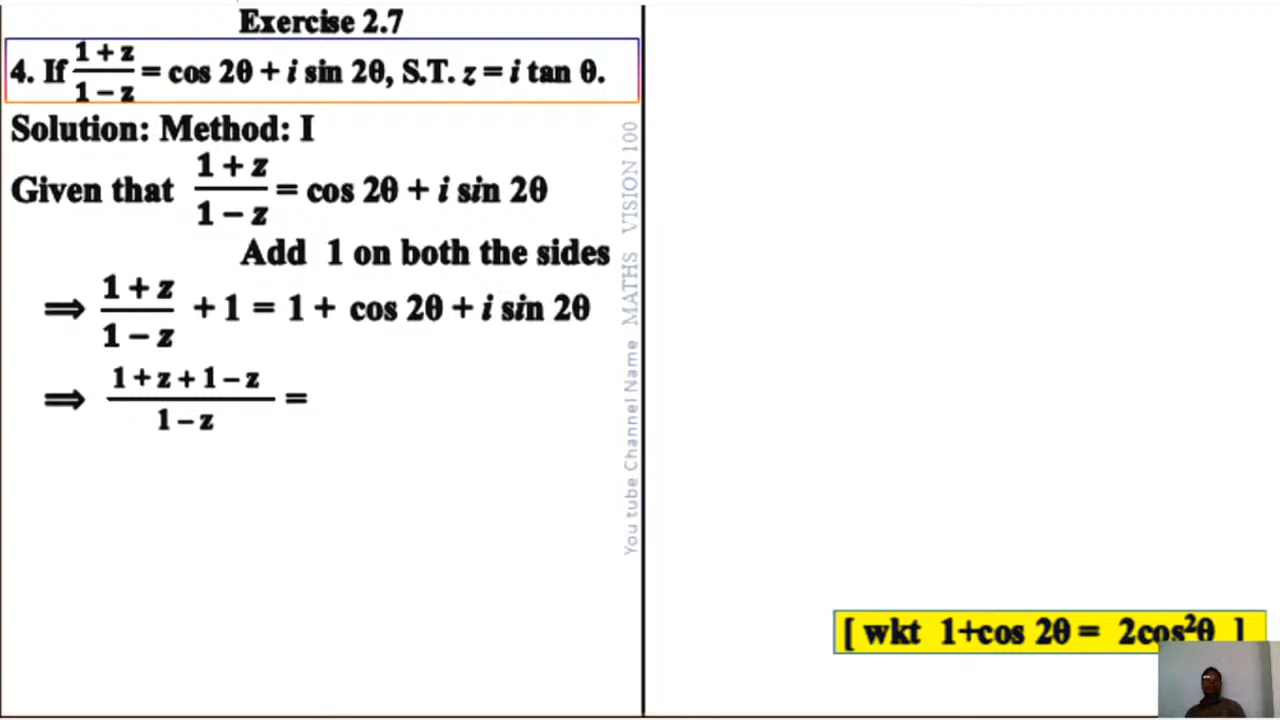 Exercise 2.7
4. If (1 + z)/(1 − z) = cos 2θ + i sin 2θ, S.T. z = i tan θ.
Solution: Method: I
Given that (1 + z)/(1 − z) = cos 2θ + i sin 2θ
Add 1 on both the sides
⟹ (1 + z)/(1 − z) + 1 = 1 + cos 2θ + i sin 2θ
⟹ (1 + z + 1 − z)/(1 − z) =
You tube Channel Name MATHS VISION 100
[ wkt 1+cos 2θ = 2cos²θ ]